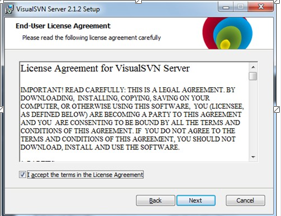 VisualSVN Server 2.1.2 Setup
End-User License Agreement
Please read the following license agreement carefully
License Agreement for VisualSVN Server
IMPORTANT! READ CAREFULLY: THIS IS A LEGAL AGREEMENT. BY
DOWNLOADING, INSTALLING, COPYING, SAVING ON YOUR
COMPUTER, OR OTHERWISE USING THIS SOFTWARE, YOU (LICENSEE,
AS DEFINED BELOW) ARE BECOMING A PARTY TO THIS AGREEMENT
AND YOU ARE CONSENTING TO BE BOUND BY ALL THE TERMS AND
CONDITIONS OF THIS AGREEMENT. IF YOU DO NOT AGREE TO THE
TERMS AND CONDITIONS OF THIS AGREEMENT, YOU SHOULD NOT
DOWNLOAD, INSTALL AND USE THE SOFTWARE.
I accept the terms in the License Agreement
Back
Next
Cancel